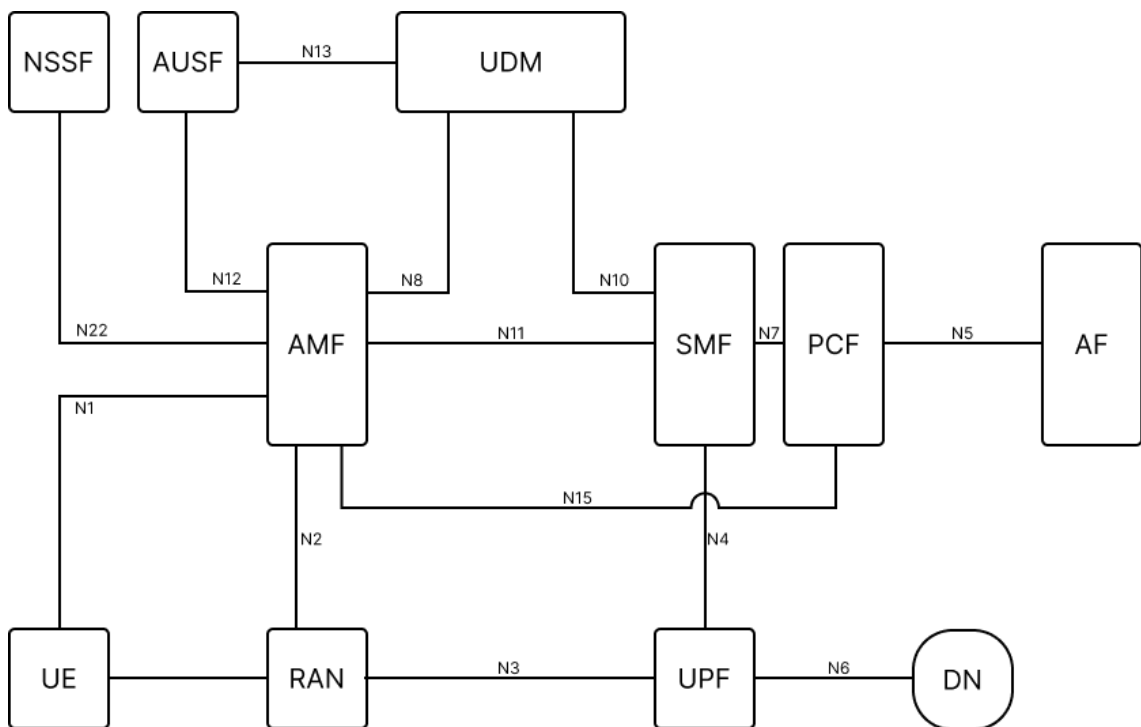 NSSF
AUSF
N13
UDM
N12
N8
N10
N22
AMF
N11
SMF
N7
PCF
N5
AF
N1
N15
N2
N4
UE
RAN
N3
UPF
N6
DN